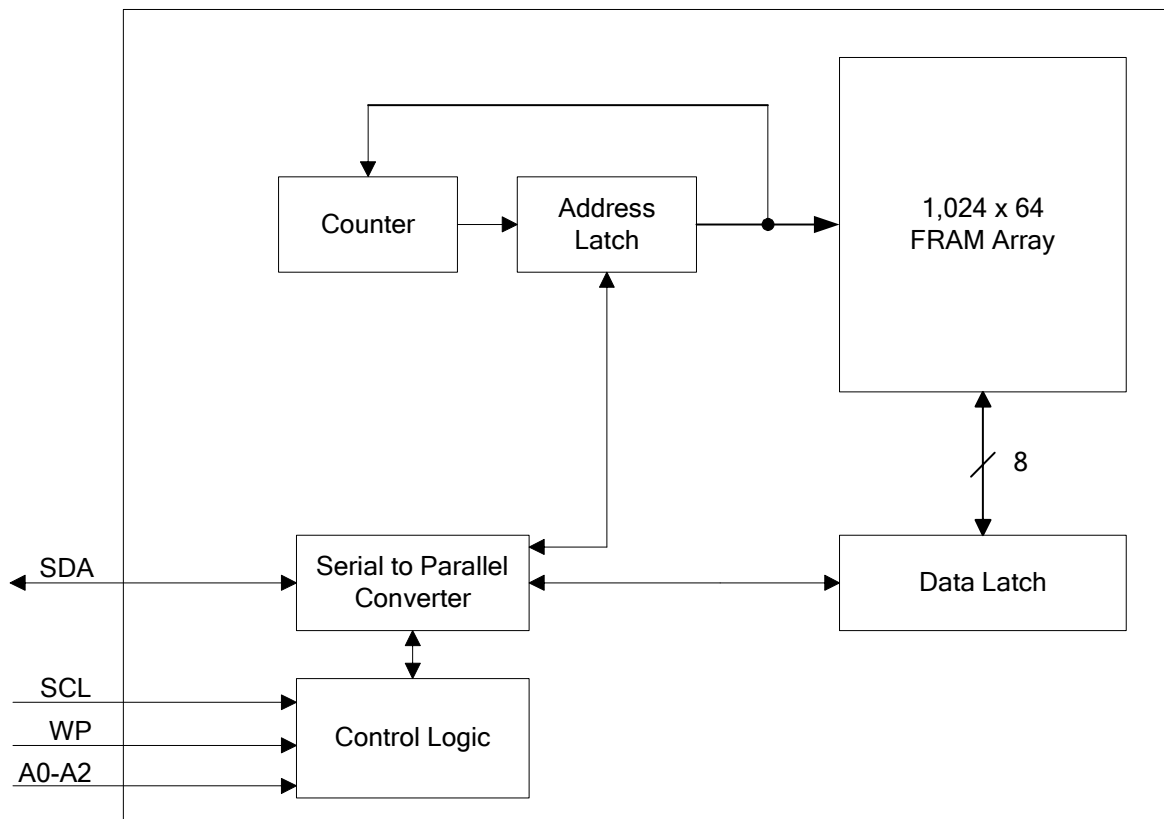 Counter
Address
Latch
1,024 x 64
FRAM Array
8
SDA
Serial to Parallel
Converter
Data Latch
SCL
WP
A0-A2
Control Logic